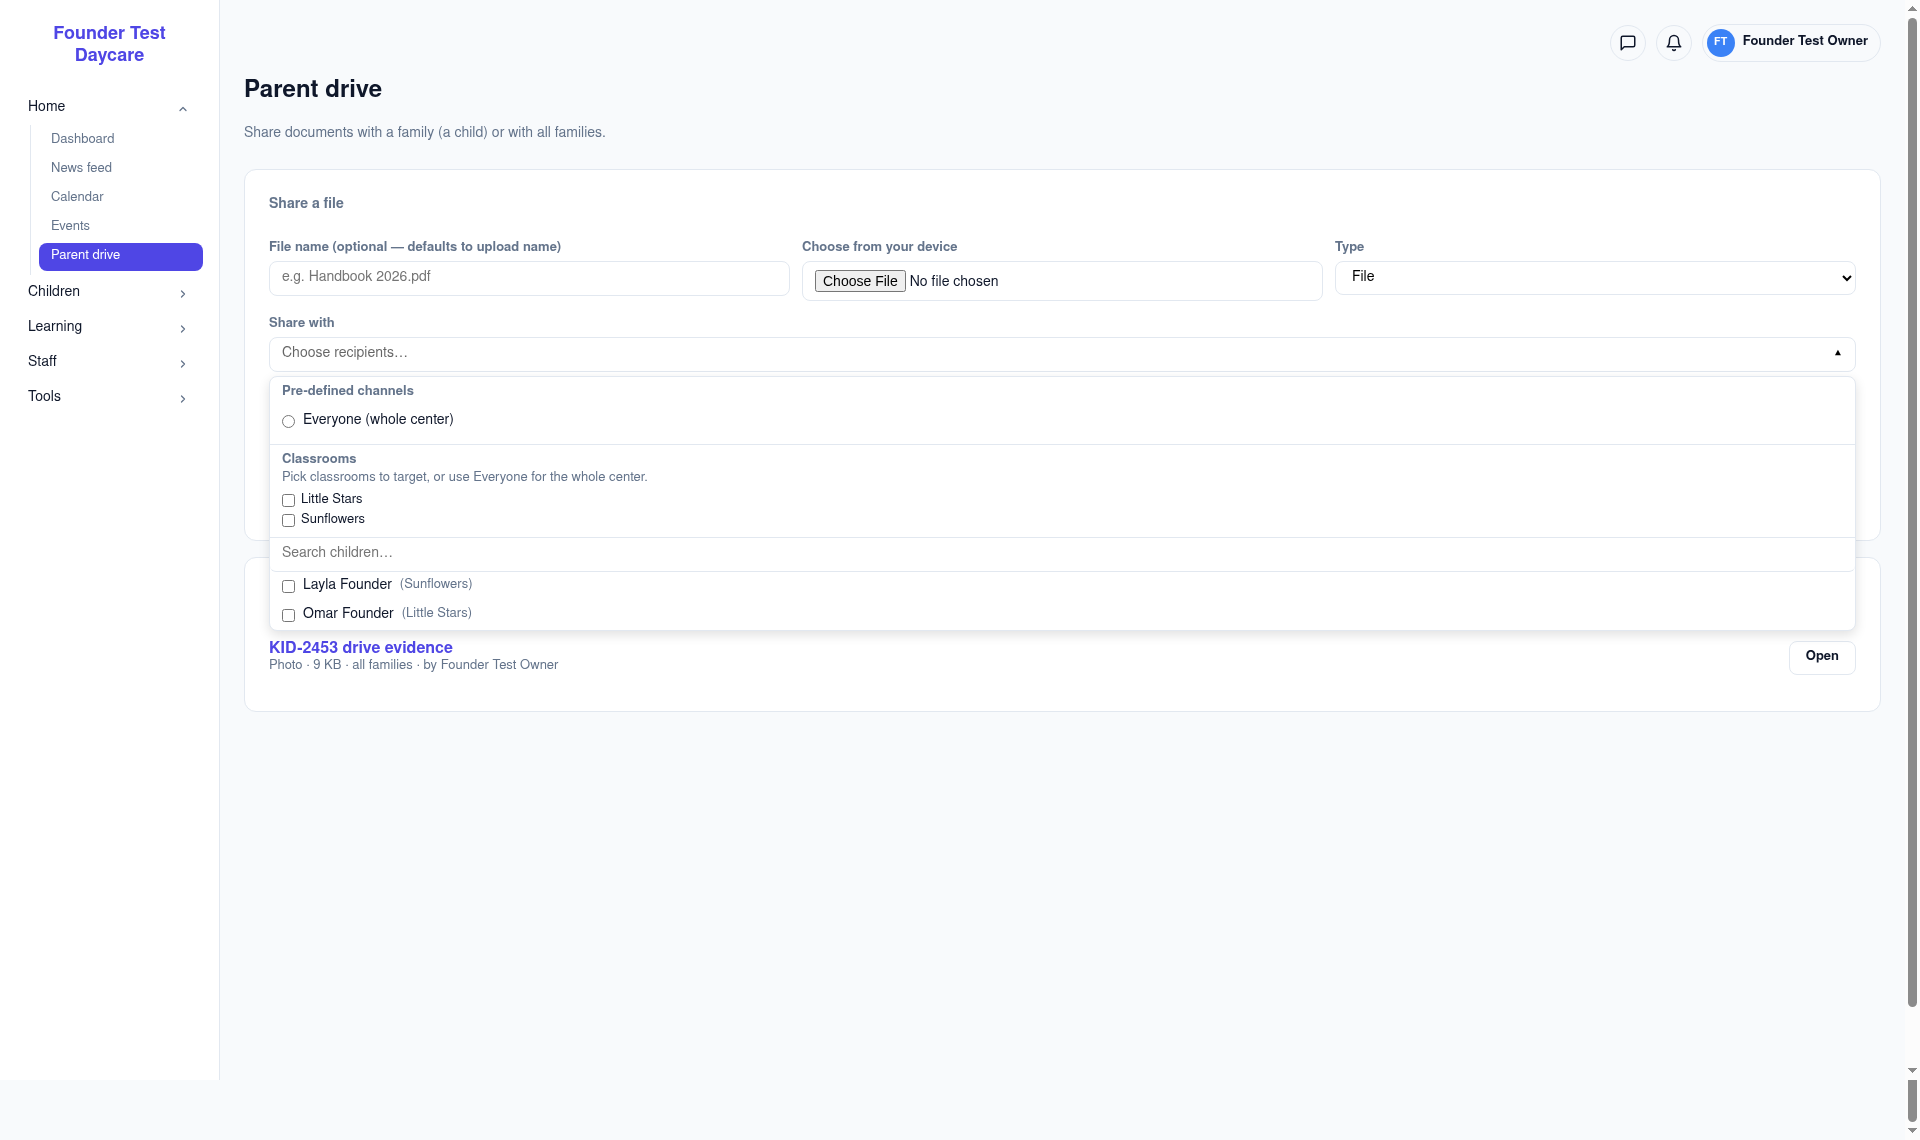 Founder Test
Daycare
Home
Dashboard
News feed
Calendar
Events
Parent drive
Children
Learning
Staff
Tools
FT
Founder Test Owner
Parent drive
Share documents with a family (a child) or with all families.
Share a file
File name (optional — defaults to upload name)
e.g. Handbook 2026.pdf
Choose from your device
Choose File No file chosen
Type
File
Share with
Choose recipients…
Pre-defined channels
Everyone (whole center)
Classrooms
Pick classrooms to target, or use Everyone for the whole center.
Little Stars
Sunflowers
Search children…
Layla Founder (Sunflowers)
Omar Founder (Little Stars)
KID-2453 drive evidence
Photo · 9 KB · all families · by Founder Test Owner
Open